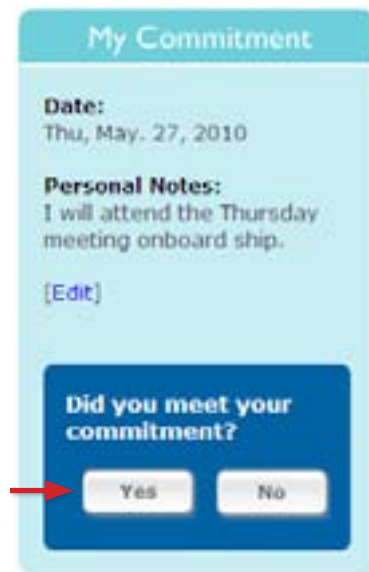 My Commitment
Date:
Thu, May. 27, 2010
Personal Notes:
I will attend the Thursday
meeting onboard ship.
[Edit]
Did you meet your
commitment?
Yes No